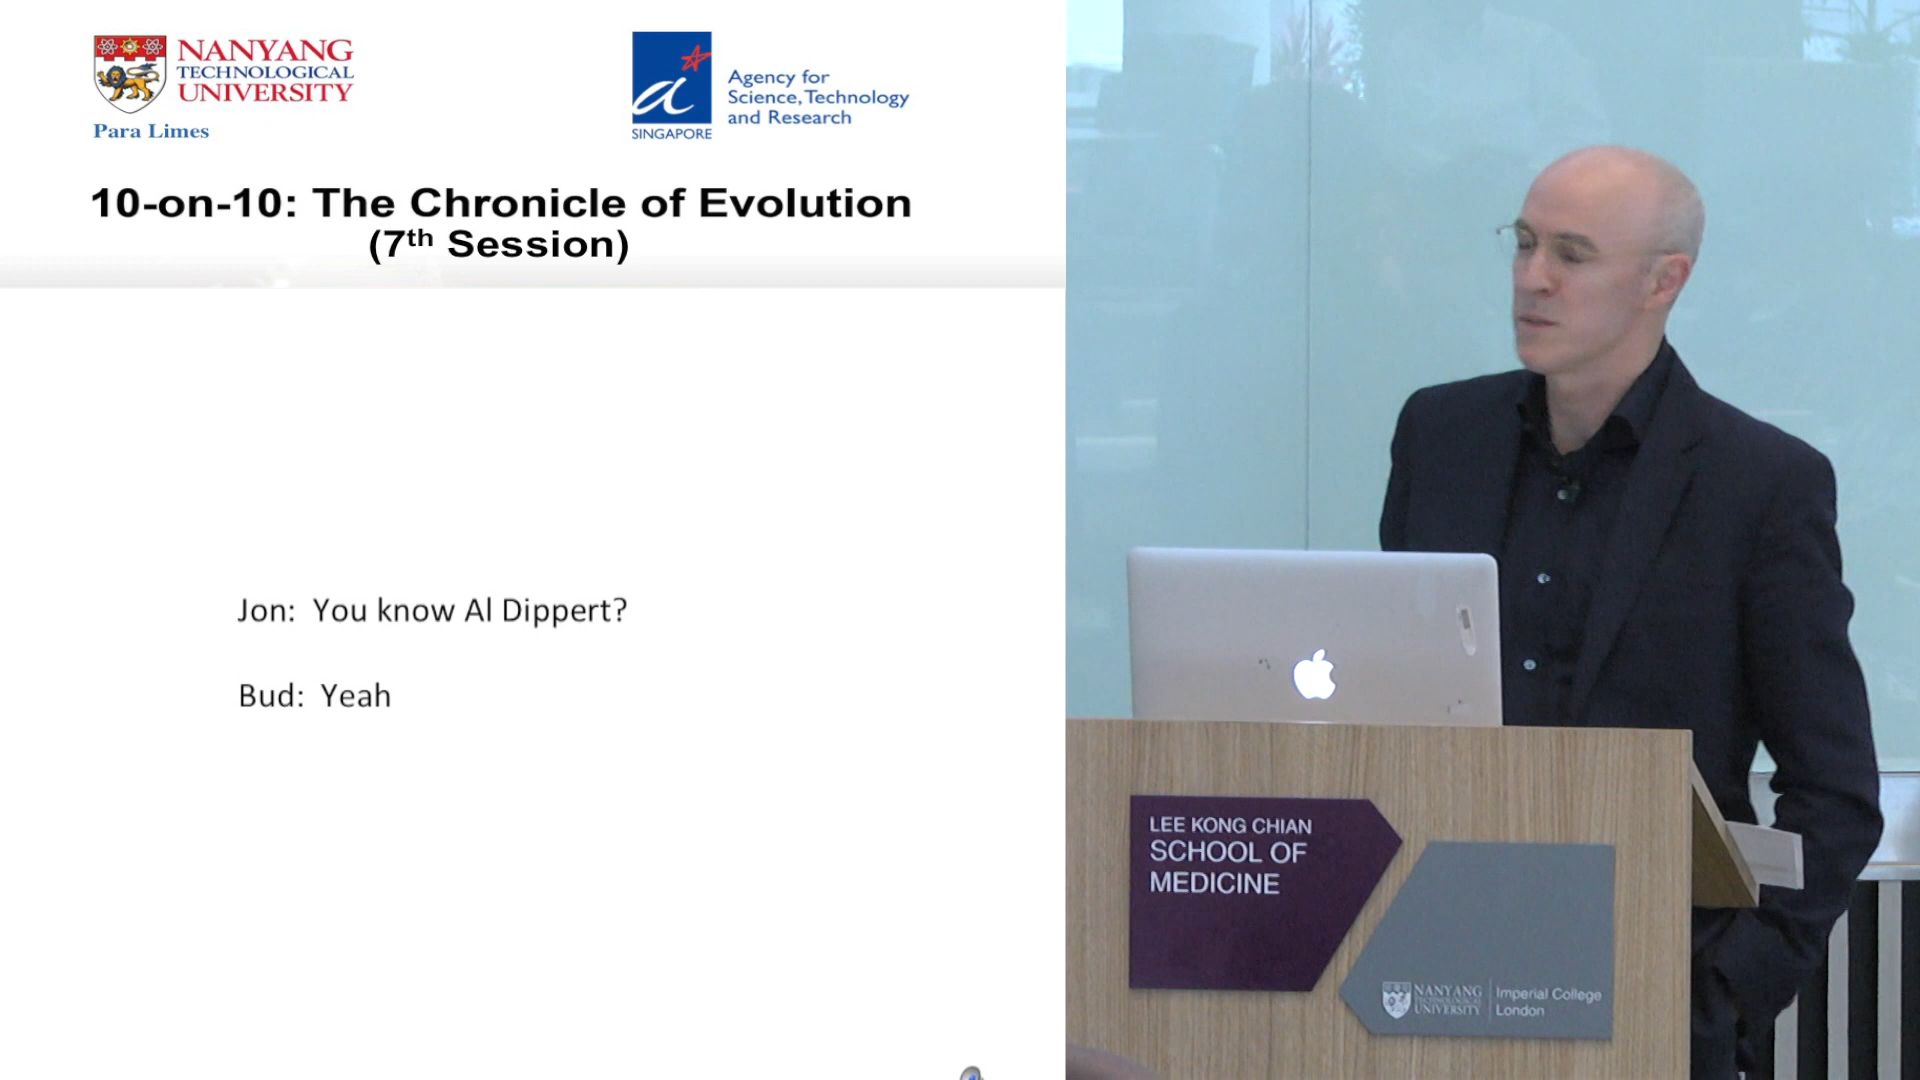 NANYANG
TECHNOLOGICAL
UNIVERSITY
Para Limes
Agency for
Science, Technology
and Research
SINGAPORE
10-on-10: The Chronicle of Evolution
(7th Session)
Jon: You know Al Dippert?
Bud: Yeah
LEE KONG CHIAN
SCHOOL OF
MEDICINE
NANYANG
TECHNOLOGICAL
UNIVERSITY
Imperial College
London